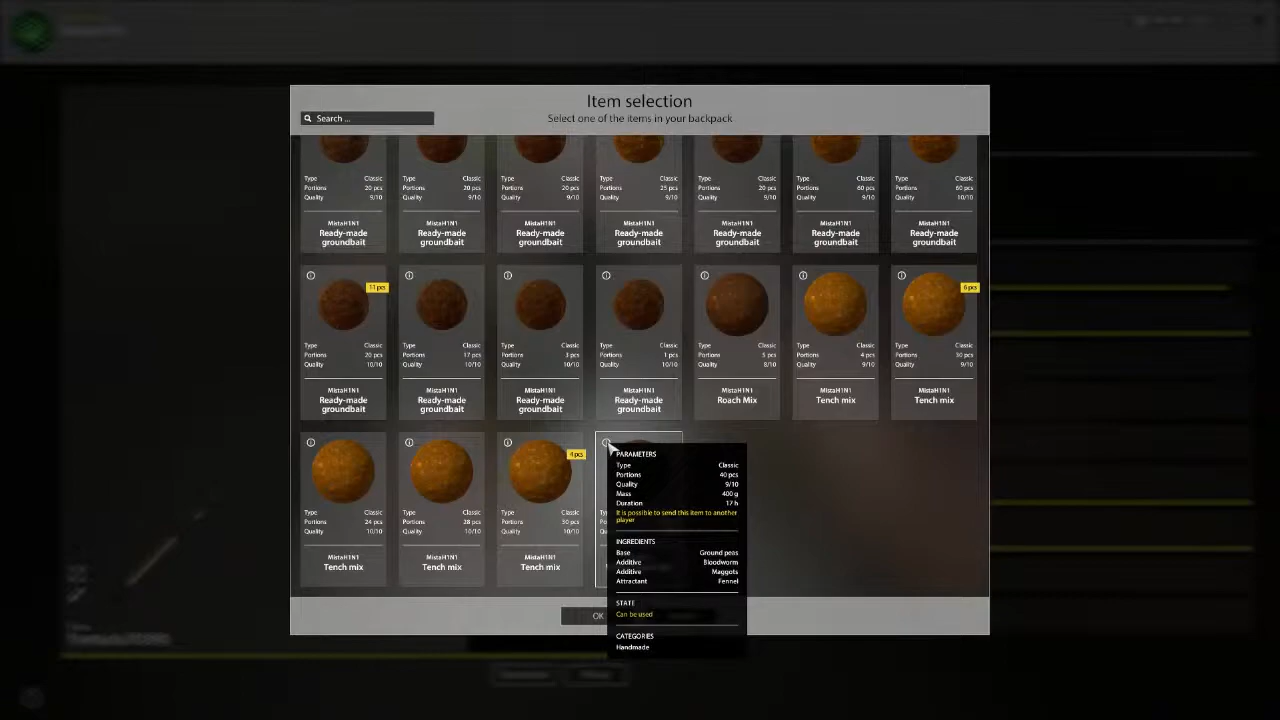 Item selection
Search ...
Select one of the items in your backpack
Type Classic
Portions 20 pcs
Quality 9/10
MistaH1N1
Ready-made
groundbait
Type Classic
Portions 20 pcs
Quality 9/10
MistaH1N1
Ready-made
groundbait
Type Classic
Portions 20 pcs
Quality 9/10
MistaH1N1
Ready-made
groundbait
Type Classic
Portions 25 pcs
Quality 9/10
MistaH1N1
Ready-made
groundbait
Type Classic
Portions 20 pcs
Quality 9/10
MistaH1N1
Ready-made
groundbait
Type Classic
Portions 60 pcs
Quality 9/10
MistaH1N1
Ready-made
groundbait
Type Classic
Portions 60 pcs
Quality 10/10
MistaH1N1
Ready-made
groundbait
11 pcs
Type Classic
Portions 20 pcs
Quality 10/10
MistaH1N1
Ready-made
groundbait
Type Classic
Portions 17 pcs
Quality 10/10
MistaH1N1
Ready-made
groundbait
Type Classic
Portions 3 pcs
Quality 10/10
MistaH1N1
Ready-made
groundbait
Type Classic
Portions 1 pcs
Quality 10/10
MistaH1N1
Ready-made
groundbait
Type Classic
Portions 5 pcs
Quality 8/10
MistaH1N1
Roach Mix
Type Classic
Portions 4 pcs
Quality 9/10
MistaH1N1
Tench mix
6 pcs
Type Classic
Portions 30 pcs
Quality 9/10
MistaH1N1
Tench mix
Type Classic
Portions 24 pcs
Quality 10/10
MistaH1N1
Tench mix
Type Classic
Portions 28 pcs
Quality 10/10
MistaH1N1
Tench mix
4 pcs
Type Classic
Portions 30 pcs
Quality 10/10
MistaH1N1
Tench mix
PARAMETERS
Type Classic
Portions 40 pcs
Quality 9/10
Mass 400 g
Duration 17 h
It is possible to send this item to another
player
INGREDIENTS
Base Ground peas
Additive Bloodworm
Additive Maggots
Attractant Fennel
STATE
Can be used
CATEGORIES
Handmade
OK